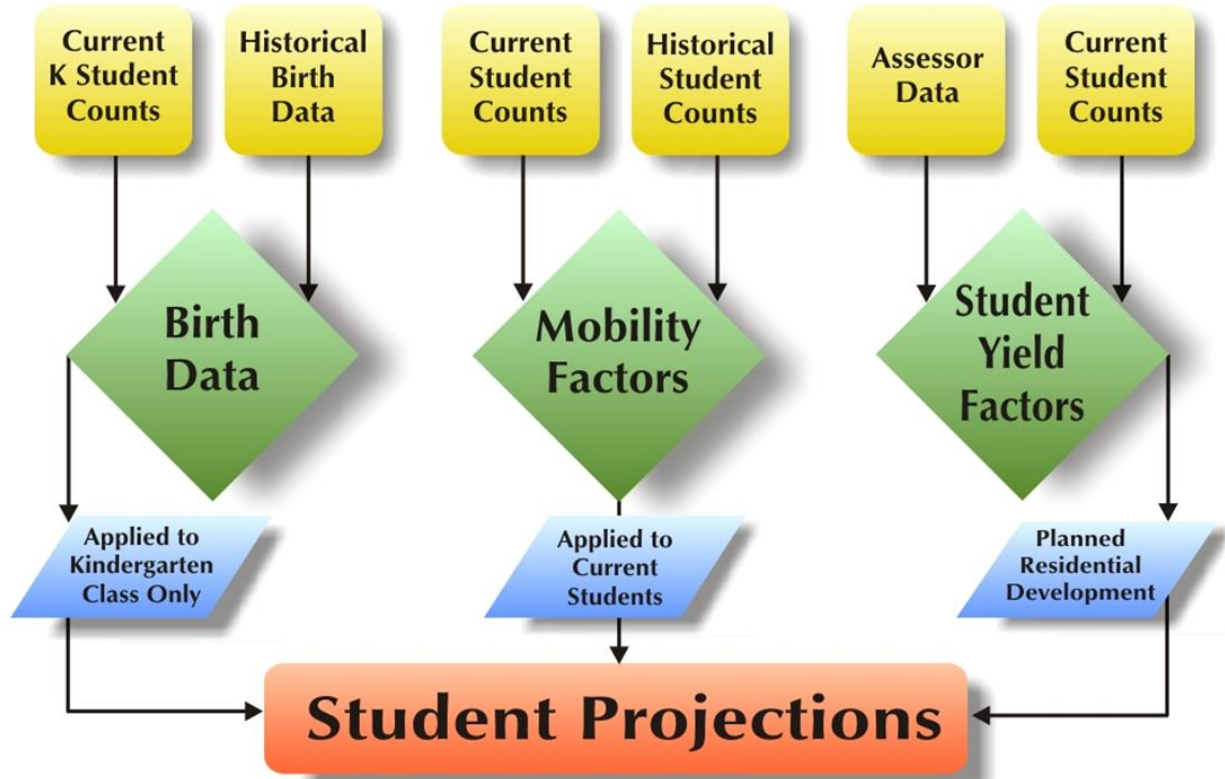 Current
K Student
Counts
Historical
Birth
Data
Current
Student
Counts
Historical
Student
Counts
Assessor
Data
Current
Student
Counts
Birth
Data
Mobility
Factors
Student
Yield
Factors
Applied to
Kindergarten
Class Only
Applied to
Current
Students
Planned
Residential
Development
Student Projections